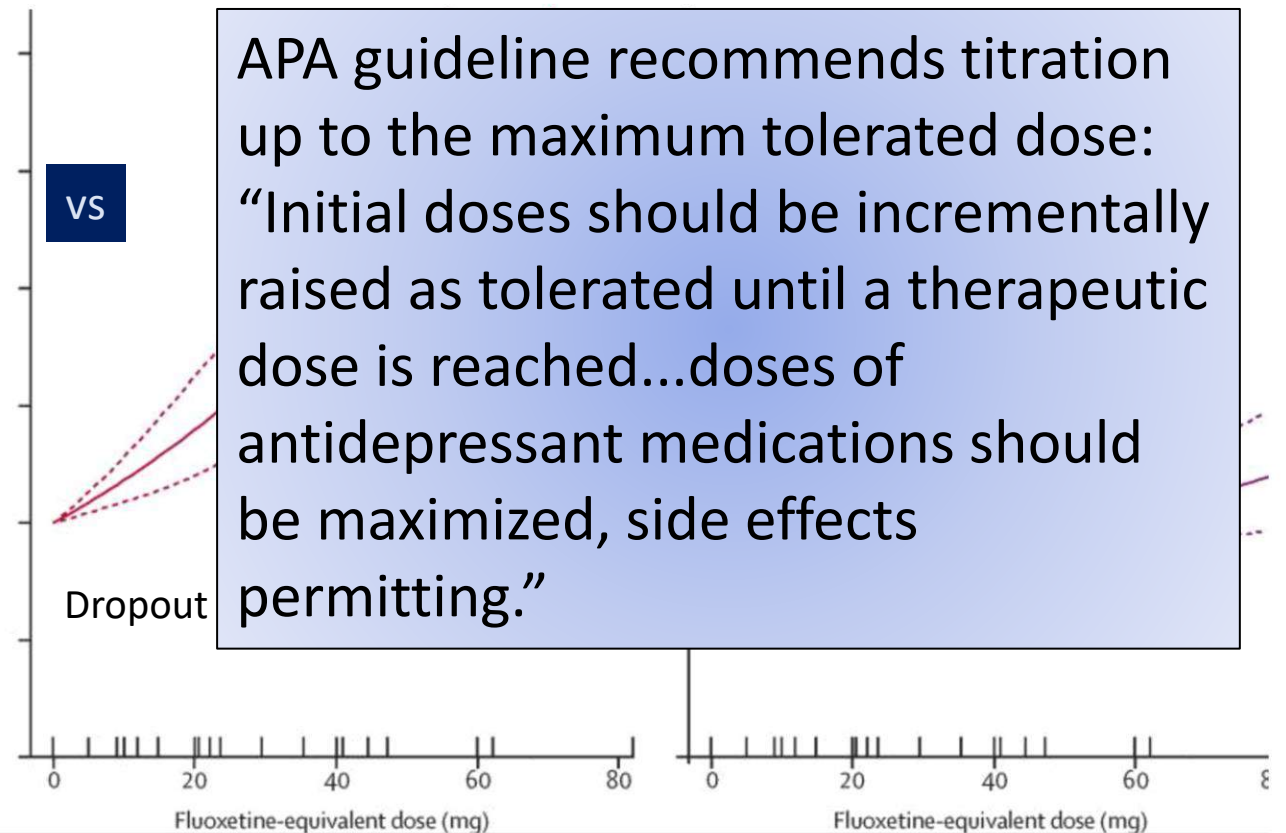 APA guideline recommends titration
up to the maximum tolerated dose:
“Initial doses should be incrementally
raised as tolerated until a therapeutic
dose is reached...doses of
antidepressant medications should
be maximized, side effects
permitting.”
vs
Dropout
0 20 40 60 80
Fluoxetine-equivalent dose (mg)
0 20 40 60
Fluoxetine-equivalent dose (mg)